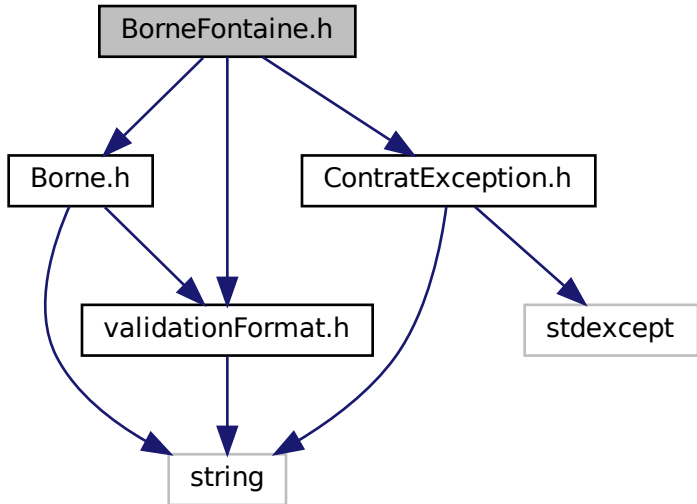 BorneFontaine.h
Borne.h
ContratException.h
validationFormat.h
stdexcept
string